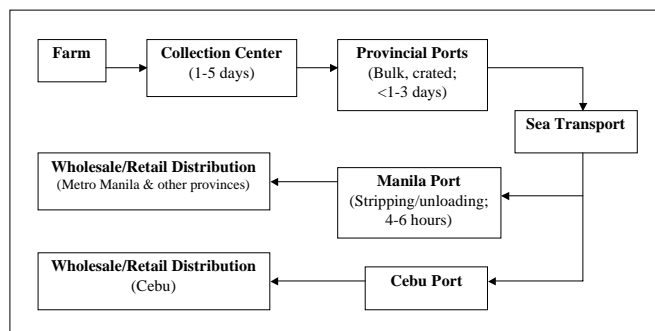 Farm
Collection Center
(1-5 days)
Provincial Ports
(Bulk, crated;
<1-3 days)
Sea Transport
Wholesale/Retail Distribution
(Metro Manila & other provinces)
Manila Port
(Stripping/unloading;
4-6 hours)
Wholesale/Retail Distribution
(Cebu)
Cebu Port